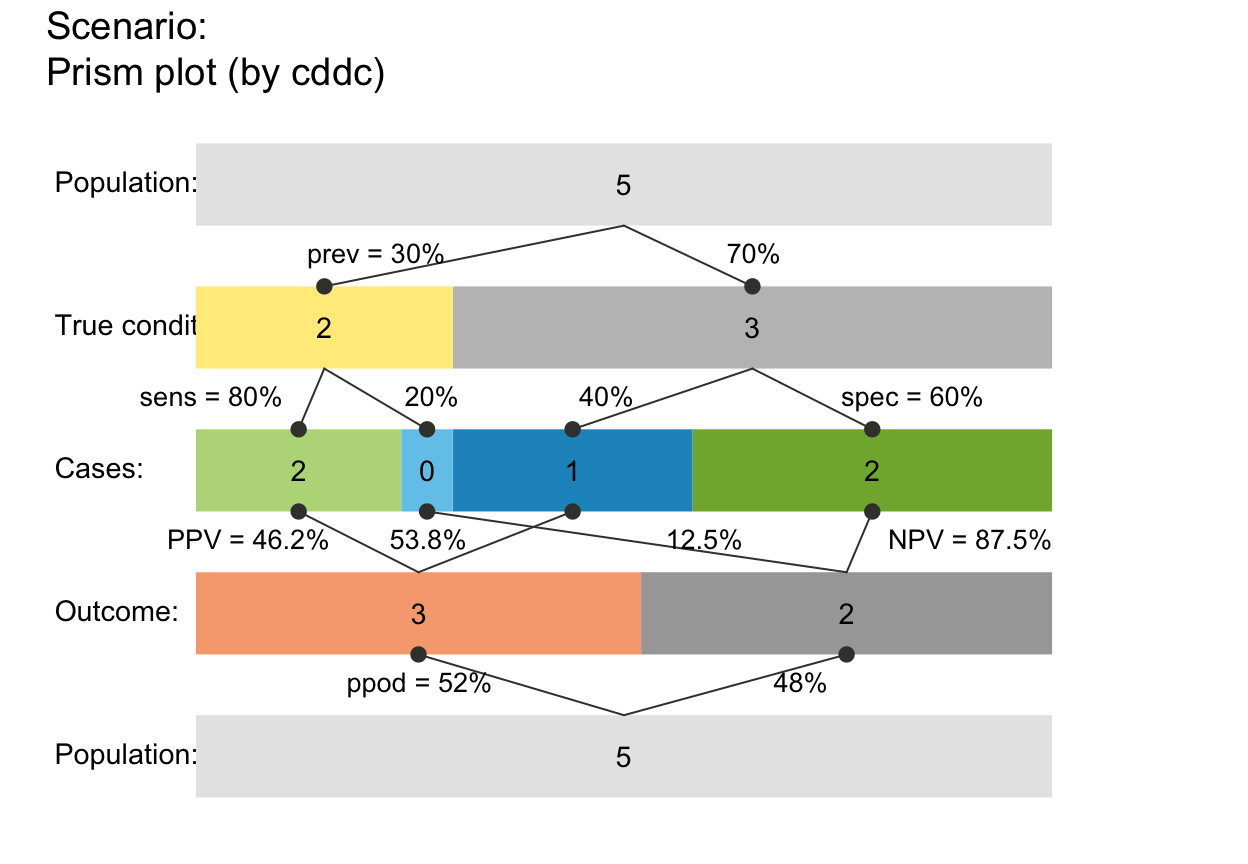 Scenario:
Prism plot (by cddc)
Population:
5
prev = 30%
70%
True condit
2
3
sens = 80%
20%
40%
spec = 60%
Cases:
2
0
1
2
PPV = 46.2%
53.8%
12.5%
NPV = 87.5%
Outcome:
3
2
ppod = 52%
48%
Population:
5